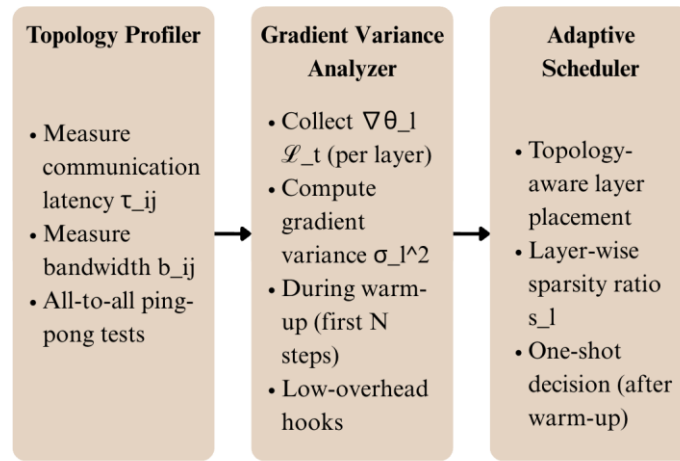 Topology Profiler
• Measure
communication
latency τ_ij
• Measure
bandwidth b_ij
• All-to-all ping-
pong tests
Gradient Variance
Analyzer
• Collect ∇θ_l
ℒ_t (per layer)
• Compute
gradient
variance σ_l^2
• During warm-
up (first N
steps)
• Low-overhead
hooks
Adaptive
Scheduler
• Topology-
aware layer
placement
• Layer-wise
sparsity ratio
s_l
• One-shot
decision (after
warm-up)